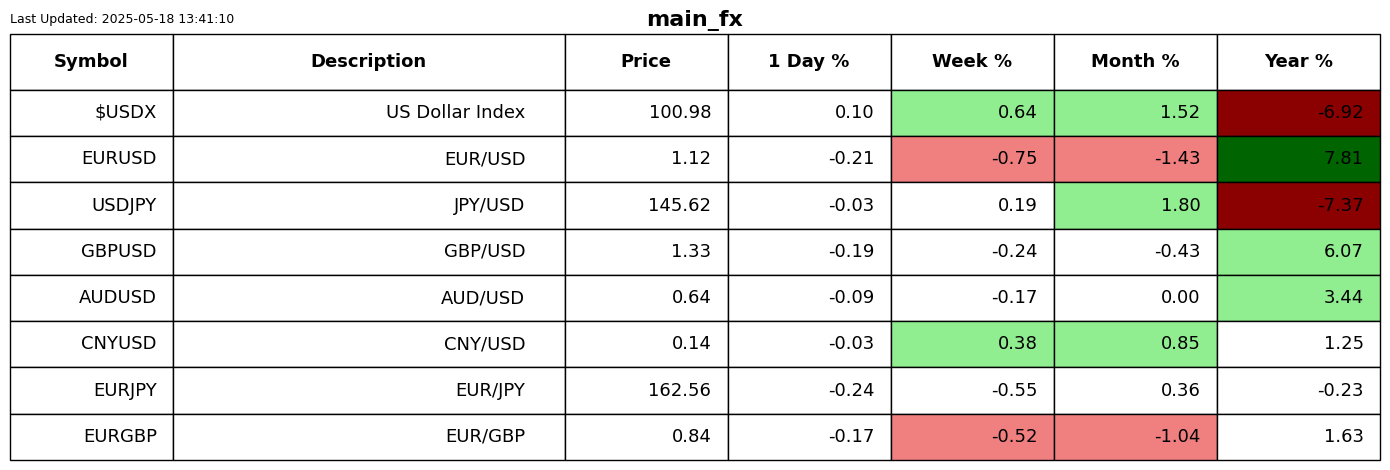 Last Updated: 2025-05-18 13:41:10
main_fx
Symbol Description Price 1 Day % Week % Month % Year %
$USDX US Dollar Index 100.98 0.10 0.64 1.52 -6.92
EURUSD EUR/USD 1.12 -0.21 -0.75 -1.43 7.81
USDJPY JPY/USD 145.62 -0.03 0.19 1.80 -7.37
GBPUSD GBP/USD 1.33 -0.19 -0.24 -0.43 6.07
AUDUSD AUD/USD 0.64 -0.09 -0.17 0.00 3.44
CNYUSD CNY/USD 0.14 -0.03 0.38 0.85 1.25
EURJPY EUR/JPY 162.56 -0.24 -0.55 0.36 -0.23
EURGBP EUR/GBP 0.84 -0.17 -0.52 -1.04 1.63